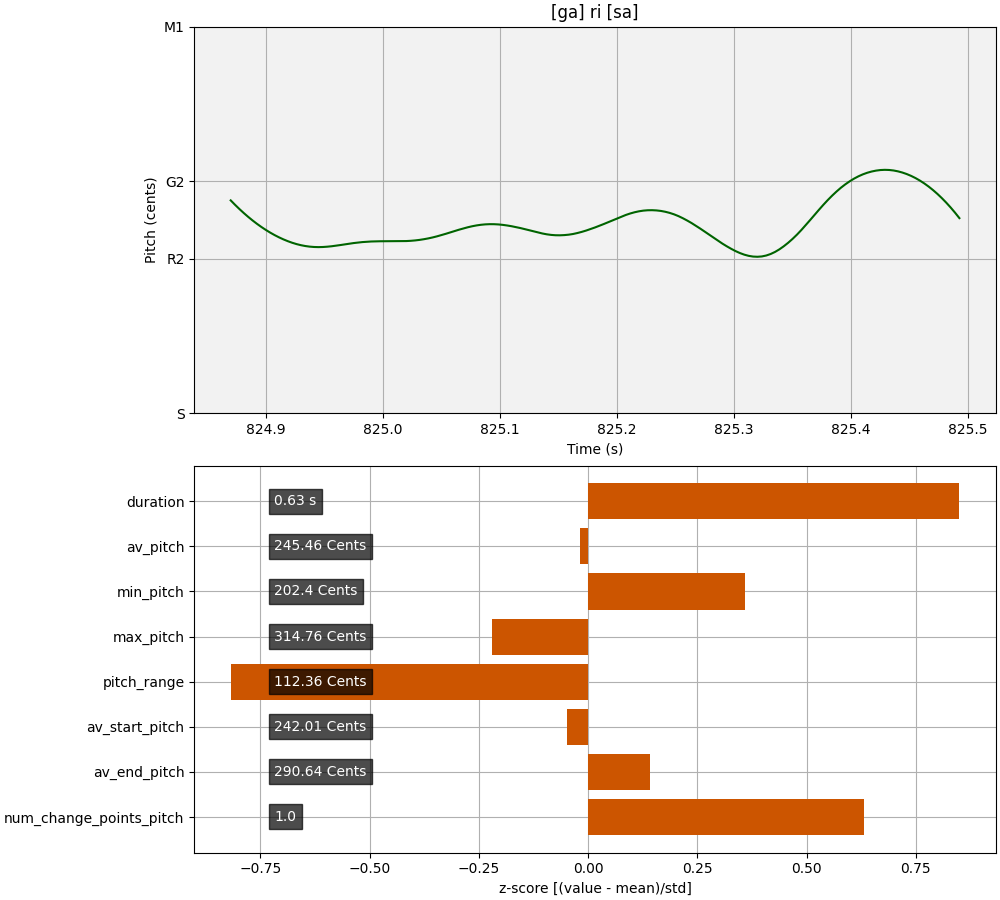 [ga] ri [sa]
M1
G2
R2
S
Pitch (cents)
824.9 825.0 825.1 825.2 825.3 825.4 825.5
Time (s)
duration 0.63 s
av_pitch 245.46 Cents
min_pitch 202.4 Cents
max_pitch 314.76 Cents
pitch_range 112.36 Cents
av_start_pitch 242.01 Cents
av_end_pitch 290.64 Cents
num_change_points_pitch 1.0
−0.75 −0.50 −0.25 0.00 0.25 0.50 0.75
z-score [(value - mean)/std]